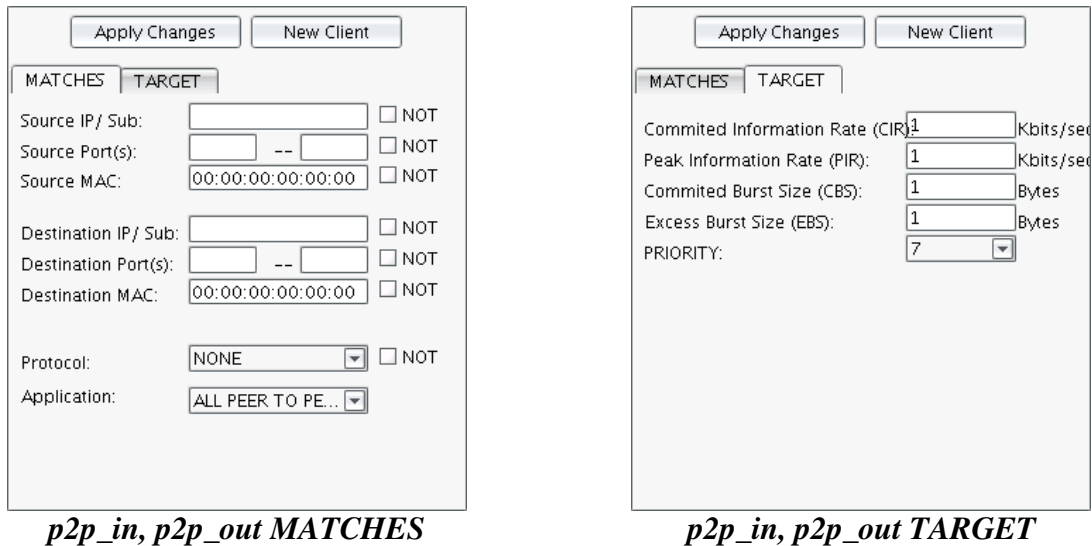 Apply Changes New Client
MATCHES TARGET
Source IP/ Sub: NOT
Source Port(s): -- NOT
Source MAC: 00:00:00:00:00:00 NOT
Destination IP/ Sub: NOT
Destination Port(s): -- NOT
Destination MAC: 00:00:00:00:00:00 NOT
Protocol: NONE NOT
Application: ALL PEER TO PE...
p2p_in, p2p_out MATCHES
Apply Changes New Client
MATCHES TARGET
Commited Information Rate (CIR): 1 Kbits/sec
Peak Information Rate (PIR): 1 Kbits/sec
Commited Burst Size (CBS): 1 Bytes
Excess Burst Size (EBS): 1 Bytes
PRIORITY: 7
p2p_in, p2p_out TARGET